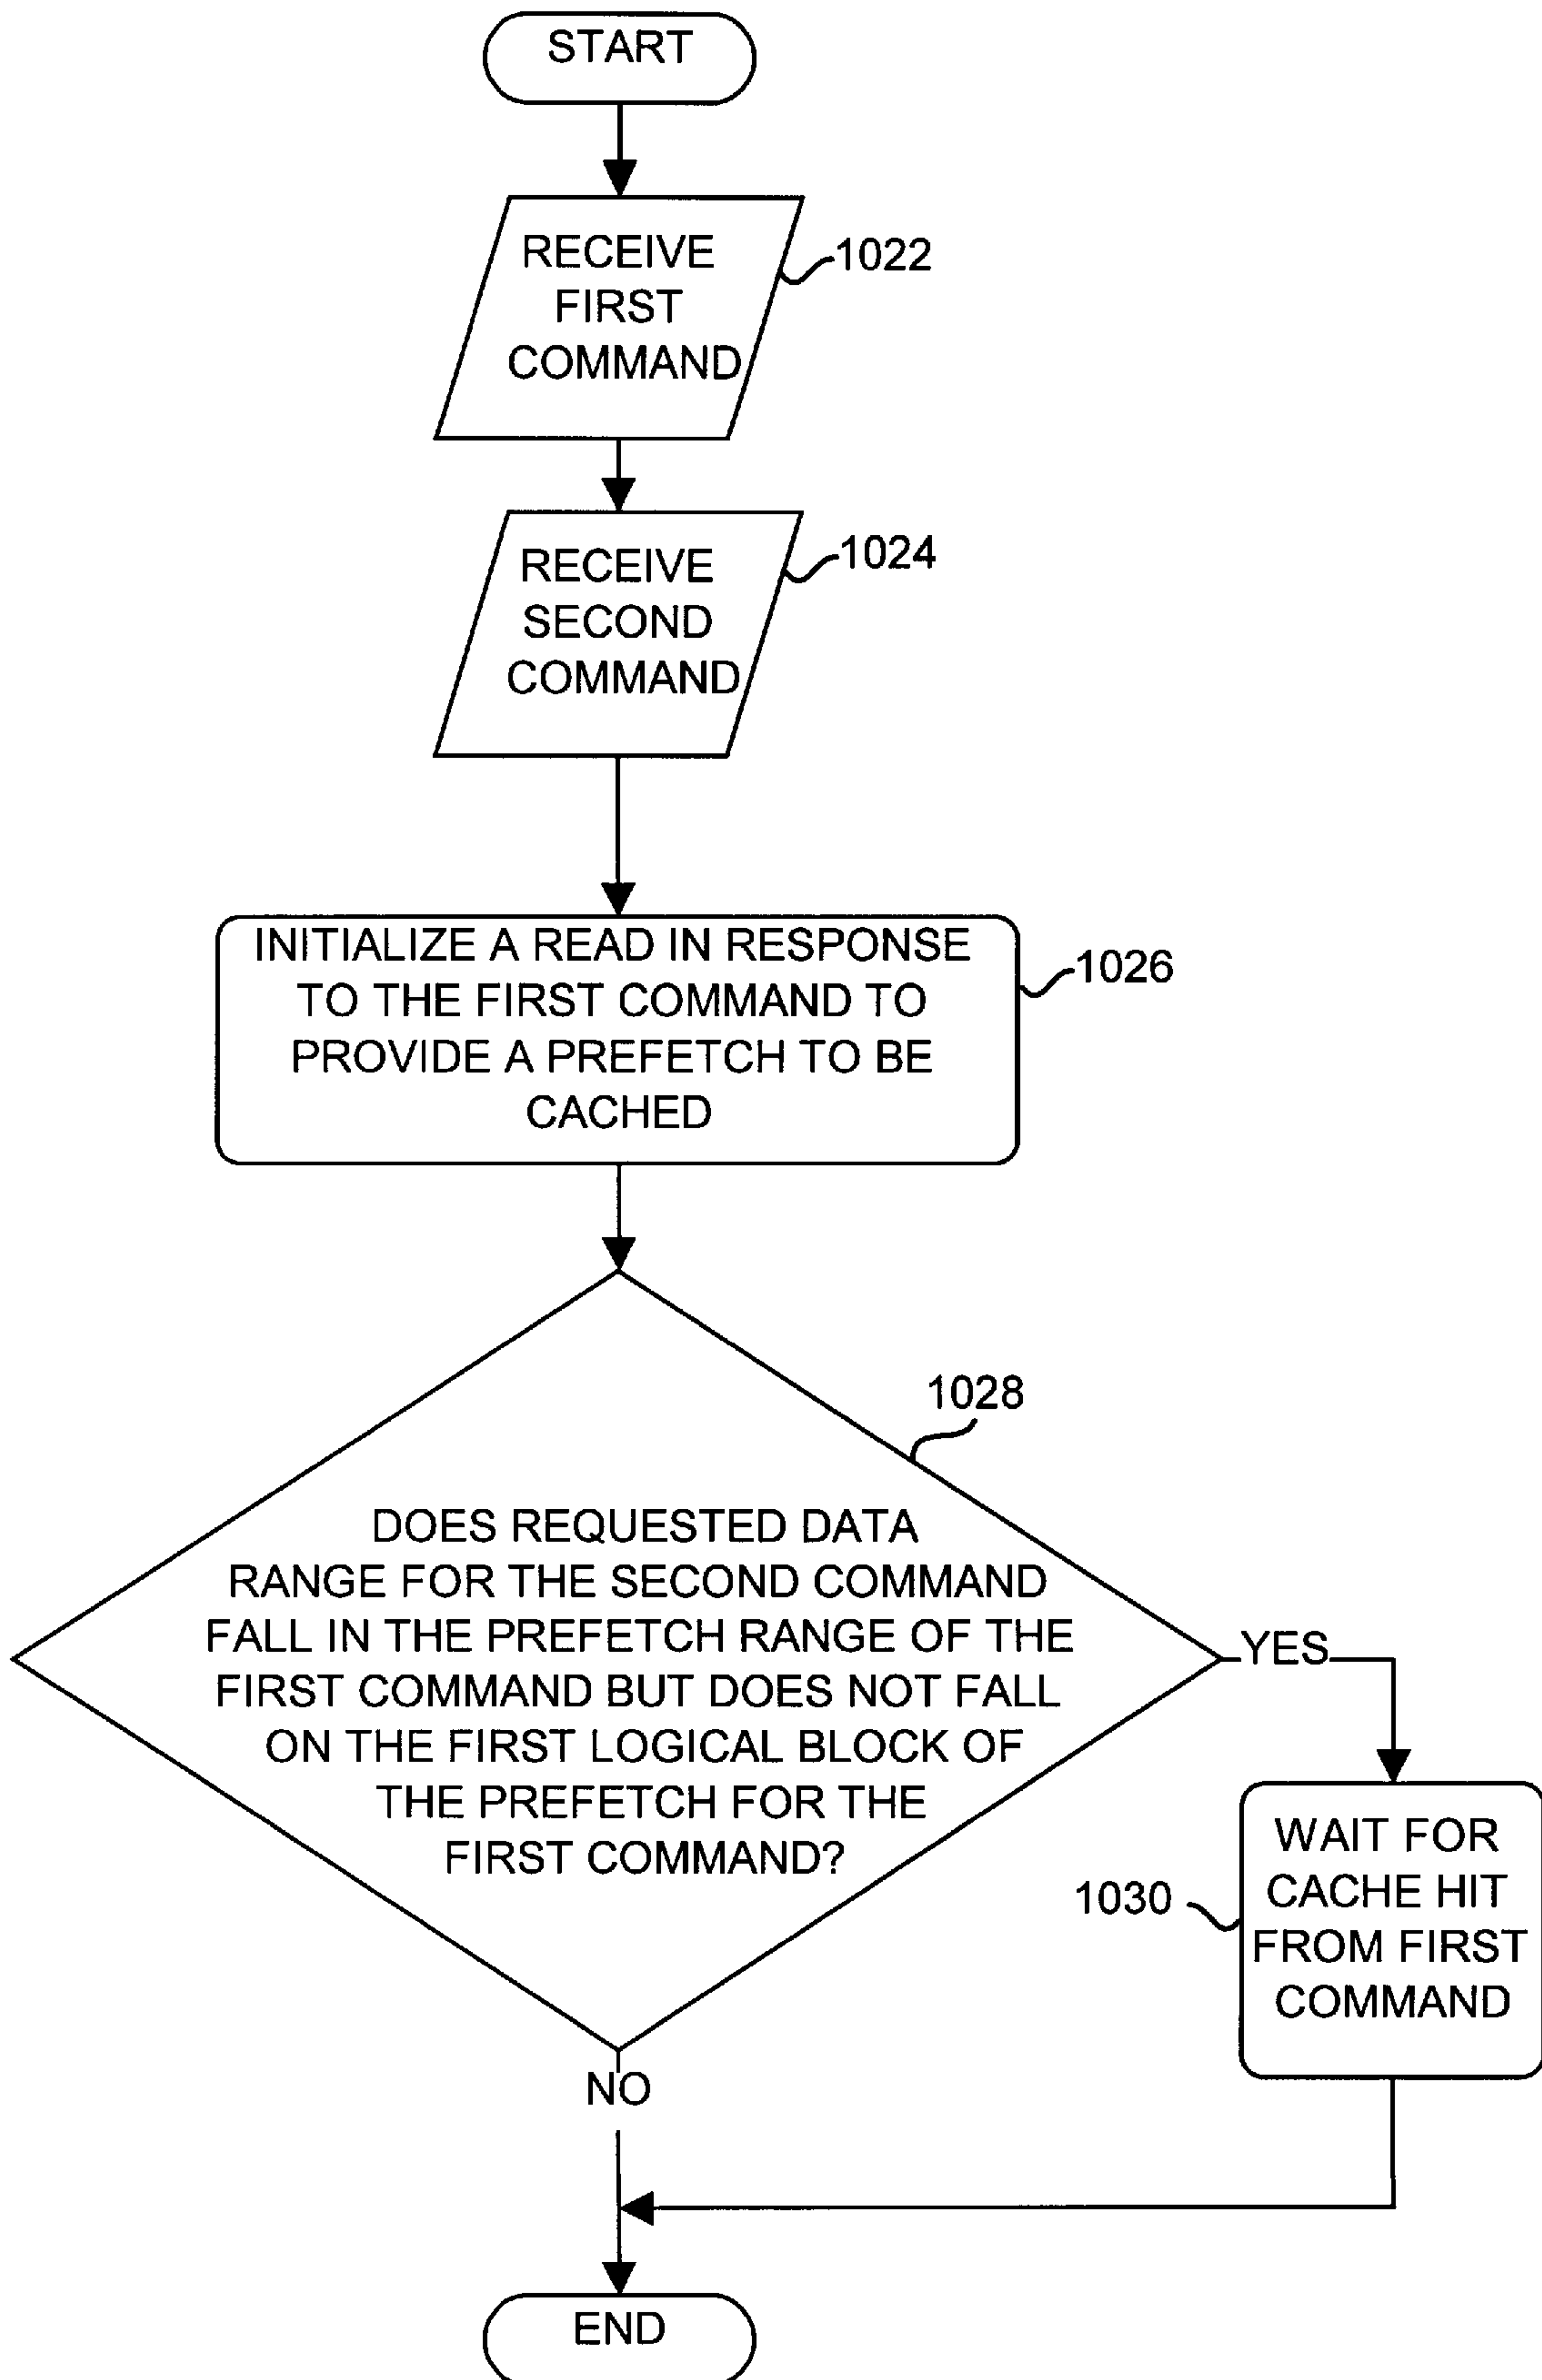 START
RECEIVE
FIRST
COMMAND
1022
RECEIVE
SECOND
COMMAND
1024
INITIALIZE A READ IN RESPONSE
TO THE FIRST COMMAND TO
PROVIDE A PREFETCH TO BE
CACHED
1026
1028
DOES REQUESTED DATA
RANGE FOR THE SECOND COMMAND
FALL IN THE PREFETCH RANGE OF THE
FIRST COMMAND BUT DOES NOT FALL
ON THE FIRST LOGICAL BLOCK OF
THE PREFETCH FOR THE
FIRST COMMAND?
YES
WAIT FOR
CACHE HIT
FROM FIRST
COMMAND
1030
NO
END